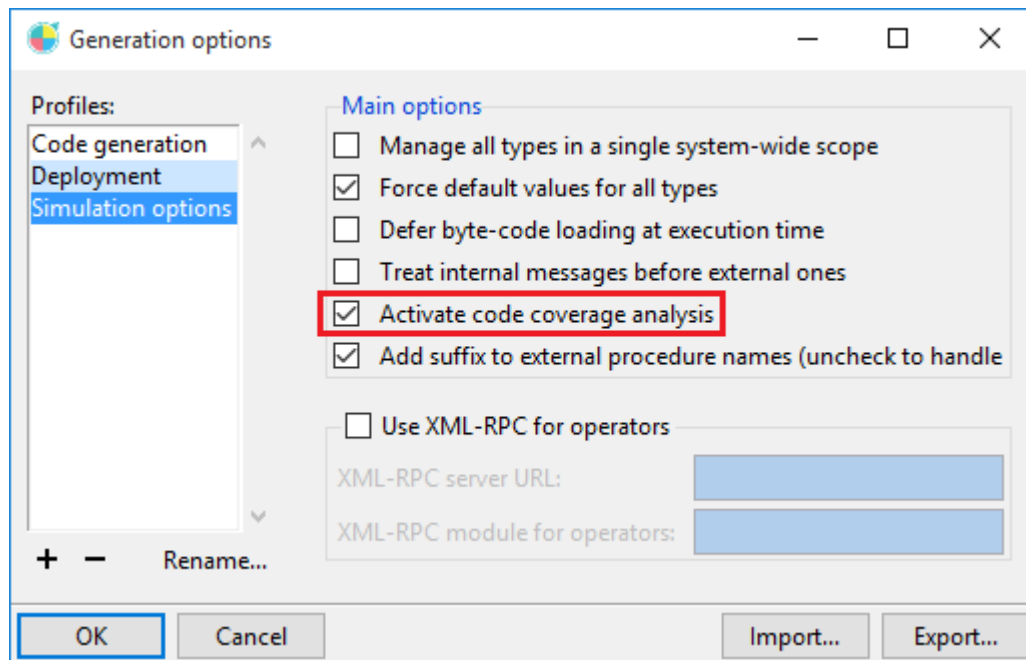 Generation options
Profiles:
Code generation
Deployment
Simulation options
+ − Rename...
Main options
Manage all types in a single system-wide scope
Force default values for all types
Defer byte-code loading at execution time
Treat internal messages before external ones
Activate code coverage analysis
Add suffix to external procedure names (uncheck to handle
Use XML-RPC for operators
XML-RPC server URL:
XML-RPC module for operators:
OK Cancel Import... Export...